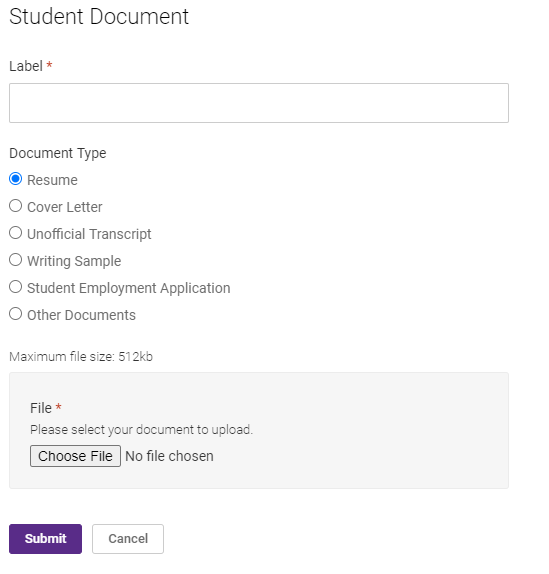 Student Document
Label *
Document Type
Resume
Cover Letter
Unofficial Transcript
Writing Sample
Student Employment Application
Other Documents
Maximum file size: 512kb
File *
Please select your document to upload.
Choose File No file chosen
Submit Cancel